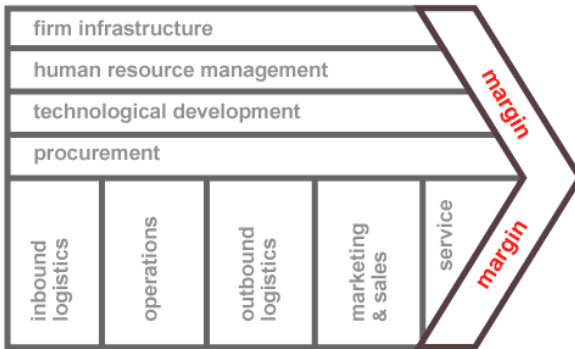 firm infrastructure
human resource management
technological development
procurement
margin
inbound
logistics
operations
outbound
logistics
marketing
& sales
service
margin